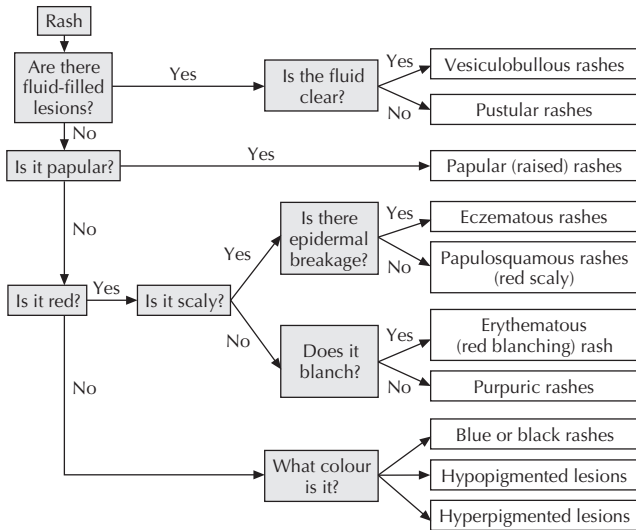 Rash
Are there
fluid-filled
lesions?
Yes
Is the fluid
clear?
Yes
Vesiculobullous rashes
No
Pustular rashes
No
Is it papular?
Yes
Papular (raised) rashes
No
Is it red?
Yes
Is it scaly?
Yes
Is there
epidermal
breakage?
Yes
Eczematous rashes
No
Papulosquamous rashes
(red scaly)
No
Does it
blanch?
Yes
Erythematous
(red blanching) rash
No
Purpuric rashes
No
What colour
is it?
Blue or black rashes
Hypopigmented lesions
Hyperpigmented lesions